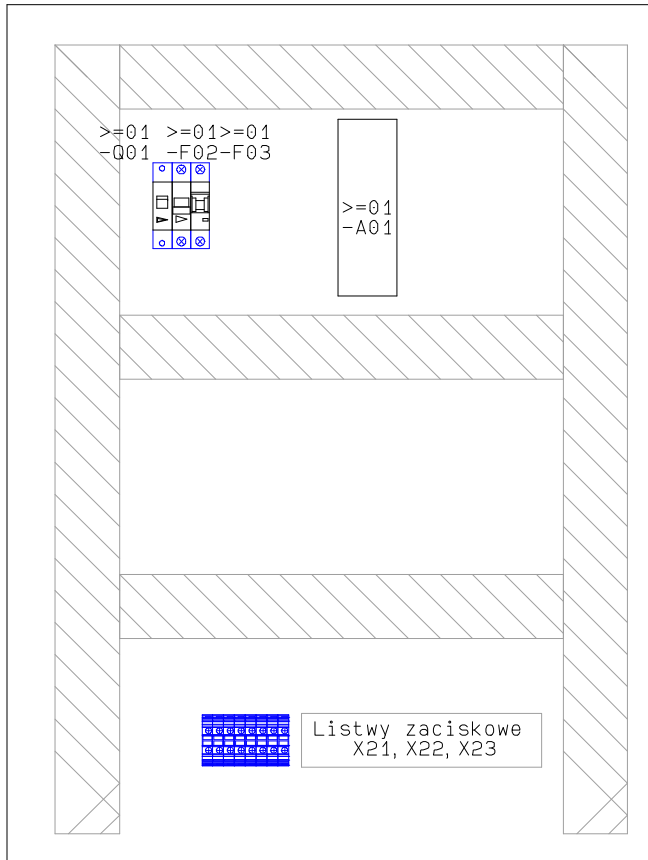 >=01 >=01>=01
-Q01 -F02-F03
>=01
-A01
Listwy zaciskowe
X21, X22, X23